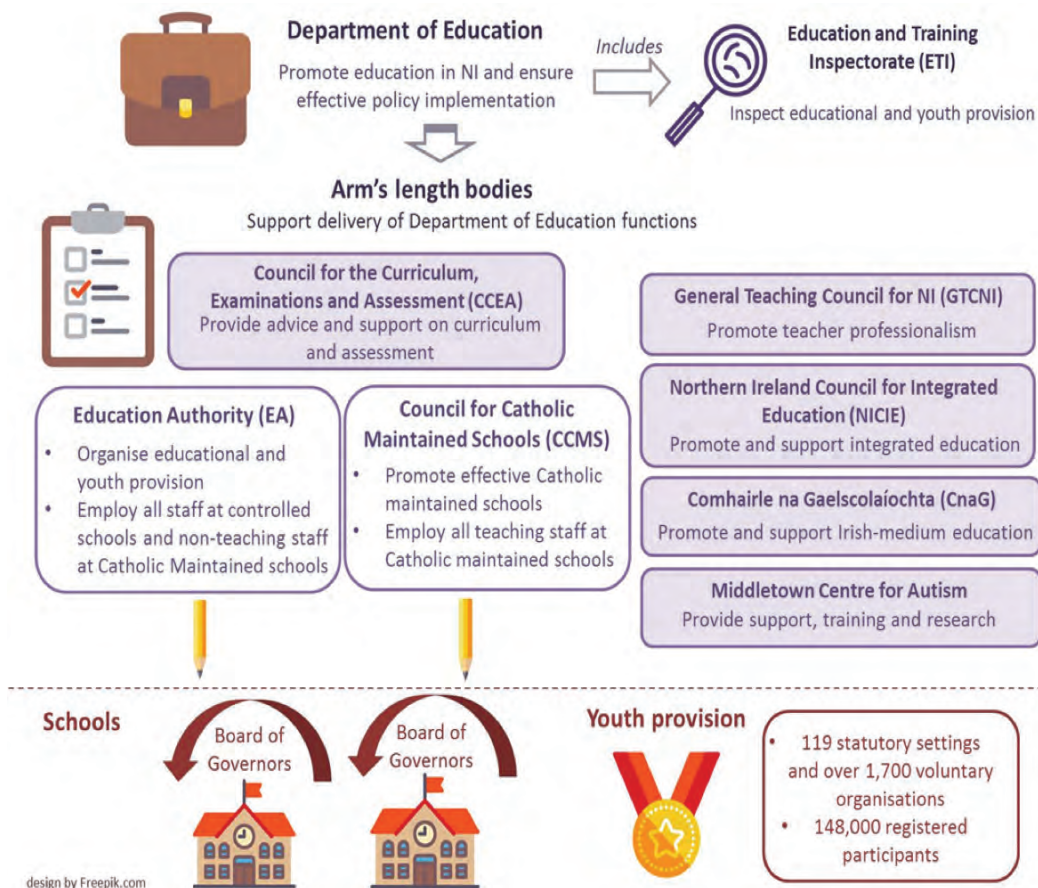 Department of Education
Promote education in NI and ensure
effective policy implementation
Includes
Education and Training
Inspectorate (ETI)
Inspect educational and youth provision
Arm's length bodies
Support delivery of Department of Education functions
Council for the Curriculum,
Examinations and Assessment (CCEA)
Provide advice and support on curriculum
and assessment
General Teaching Council for NI (GTCNI)
Promote teacher professionalism
Northern Ireland Council for Integrated
Education (NICIE)
Promote and support integrated education
Comhairle na Gaelscolaíochta (CnaG)
Promote and support Irish-medium education
Middletown Centre for Autism
Provide support, training and research
Education Authority (EA)
• Organise educational and
youth provision
• Employ all staff at controlled
schools and non-teaching staff
at Catholic Maintained schools
Council for Catholic
Maintained Schools (CCMS)
• Promote effective Catholic
maintained schools
• Employ all teaching staff at
Catholic maintained schools
Schools
Board of
Governors
Board of
Governors
Youth provision
• 119 statutory settings
and over 1,700 voluntary
organisations
• 148,000 registered
participants
design by Freepik.com